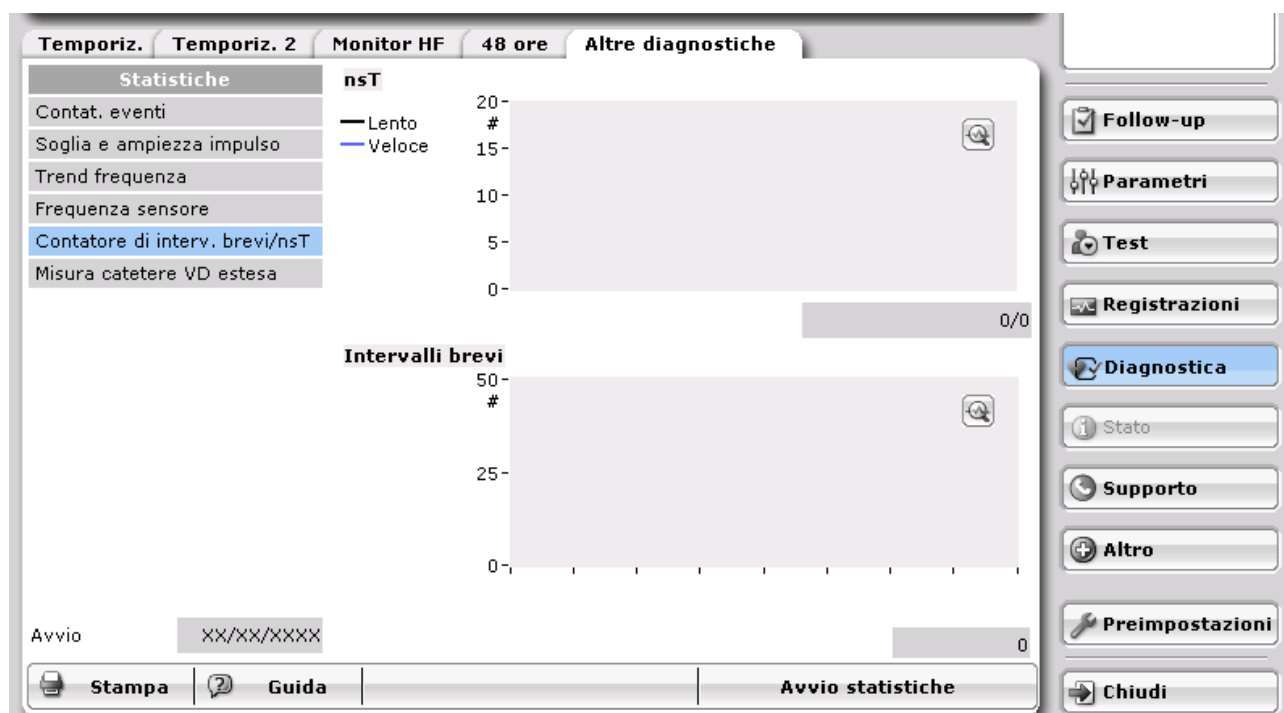 Temporiz. Temporiz. 2 Monitor HF 48 ore Altre diagnostiche
Statistiche
Contat. eventi
Soglia e ampiezza impulso
Trend frequenza
Frequenza sensore
Contatore di interv. brevi/nsT
Misura catetere VD estesa
nsT
Lento
Veloce
20
#
15
10
5
0
0/0
Intervalli brevi
50
#
25
0
0
Avvio XX/XX/XXXX
Stampa Guida Avvio statistiche
Follow-up
Parametri
Test
Registrazioni
Diagnostica
Stato
Supporto
Altro
Preimpostazioni
Chiudi